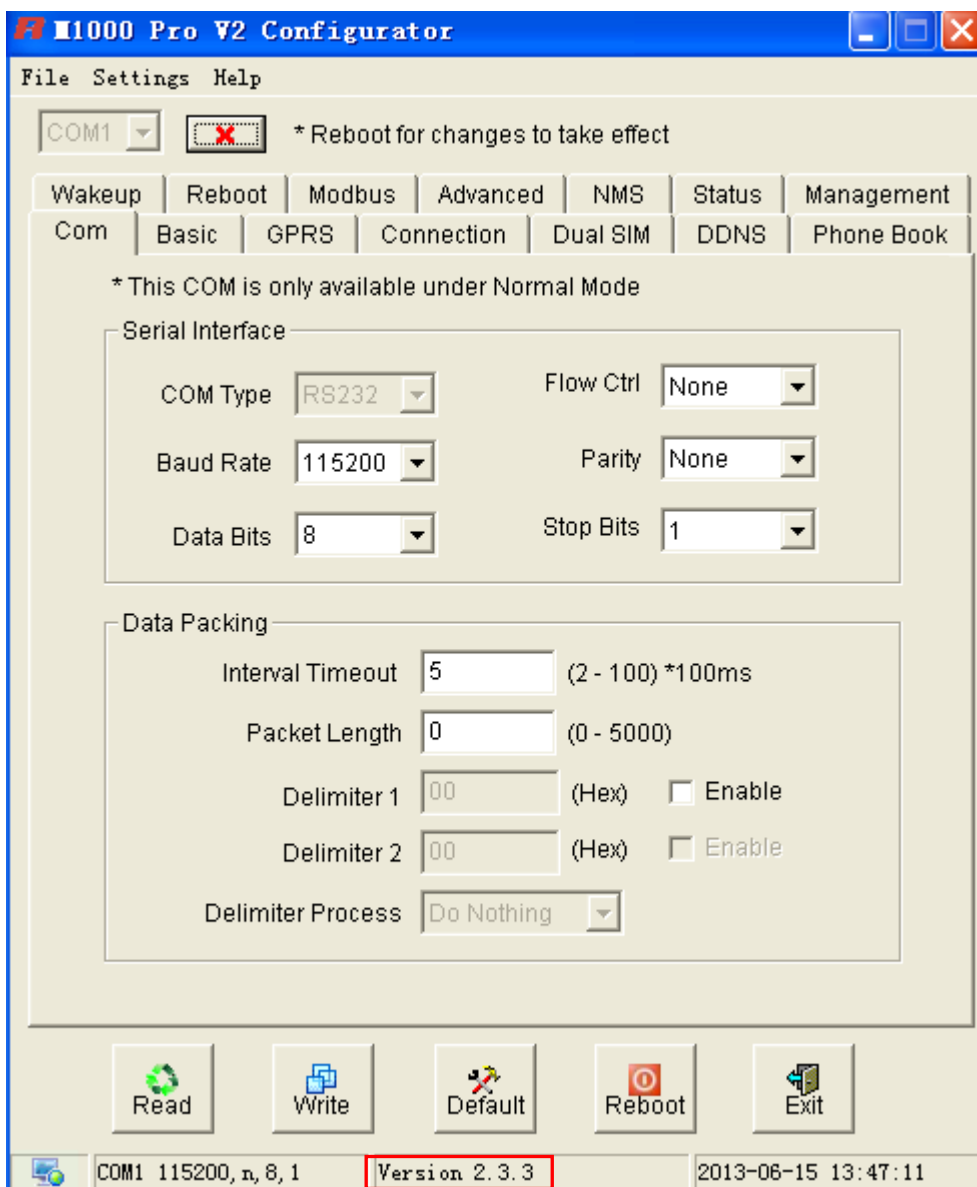 M1000 Pro V2 Configurator
File Settings Help
COM1 * Reboot for changes to take effect
Wakeup Reboot Modbus Advanced NMS Status Management
Com Basic GPRS Connection Dual SIM DDNS Phone Book
* This COM is only available under Normal Mode
Serial Interface
COM Type RS232 Flow Ctrl None
Baud Rate 115200 Parity None
Data Bits 8 Stop Bits 1
Data Packing
Interval Timeout 5 (2 - 100) *100ms
Packet Length 0 (0 - 5000)
Delimiter 1 00 (Hex) Enable
Delimiter 2 00 (Hex) Enable
Delimiter Process Do Nothing
Read Write Default Reboot Exit
COM1 115200,n,8,1 Version 2.3.3 2013-06-15 13:47:11